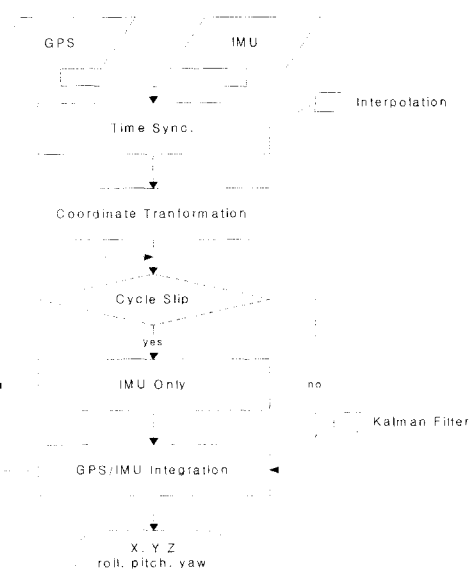 GPS
IMU
Interpolation
Time Sync.
Coordinate Tranformation
Cycle Slip
yes
IMU Only
no
Kalman Filter
GPS/IMU Integration
X, Y Z
roll, pitch, yaw